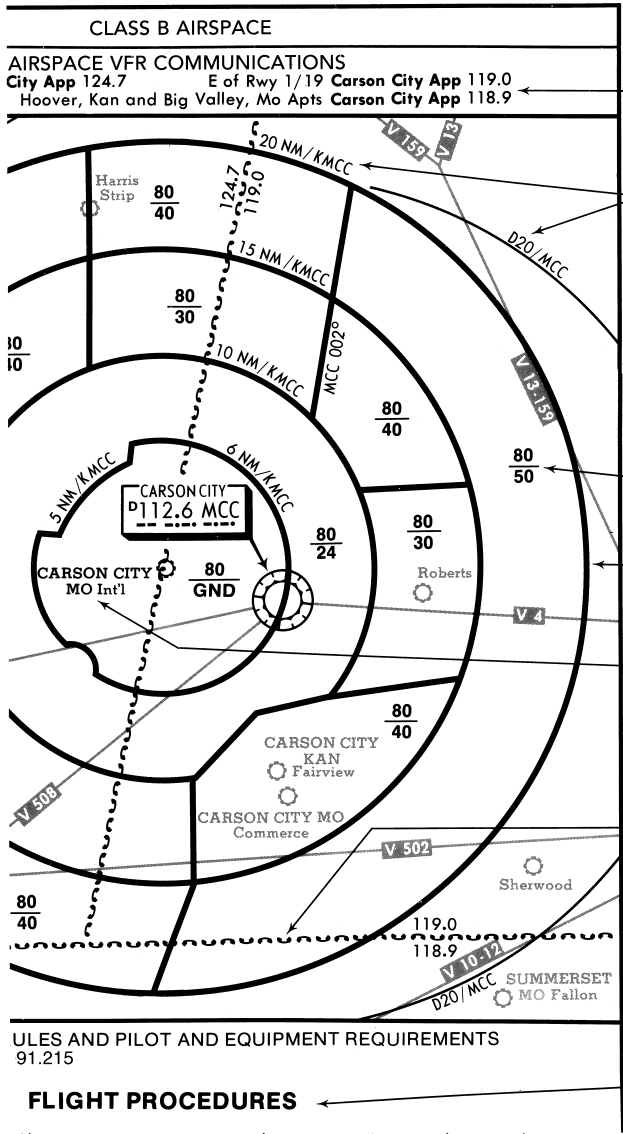 CLASS B AIRSPACE
AIRSPACE VFR COMMUNICATIONS
City App 124.7 E of Rwy 1/19 Carson City App 119.0
Hoover, Kan and Big Valley, Mo Apts Carson City App 118.9
V 159
V 13
20 NM/KMCC
Harris
Strip
80
40
124.7
119.0
D20/MCC
15 NM/KMCC
80
30
80
40
10 NM/KMCC
MCC 002°
V 13-159
80
40
80
50
5 NM/KMCC
6 NM/KMCC
CARSON CITY
D112.6 MCC
80
24
80
30
CARSON CITY
MO Int'l
80
GND
Roberts
V 4
80
40
CARSON CITY
KAN
Fairview
CARSON CITY MO
Commerce
V 508
V 502
Sherwood
80
40
119.0
118.9
V 10-12
D20/MCC
SUMMERSET
MO Fallon
ULES AND PILOT AND EQUIPMENT REQUIREMENTS
91.215
FLIGHT PROCEDURES